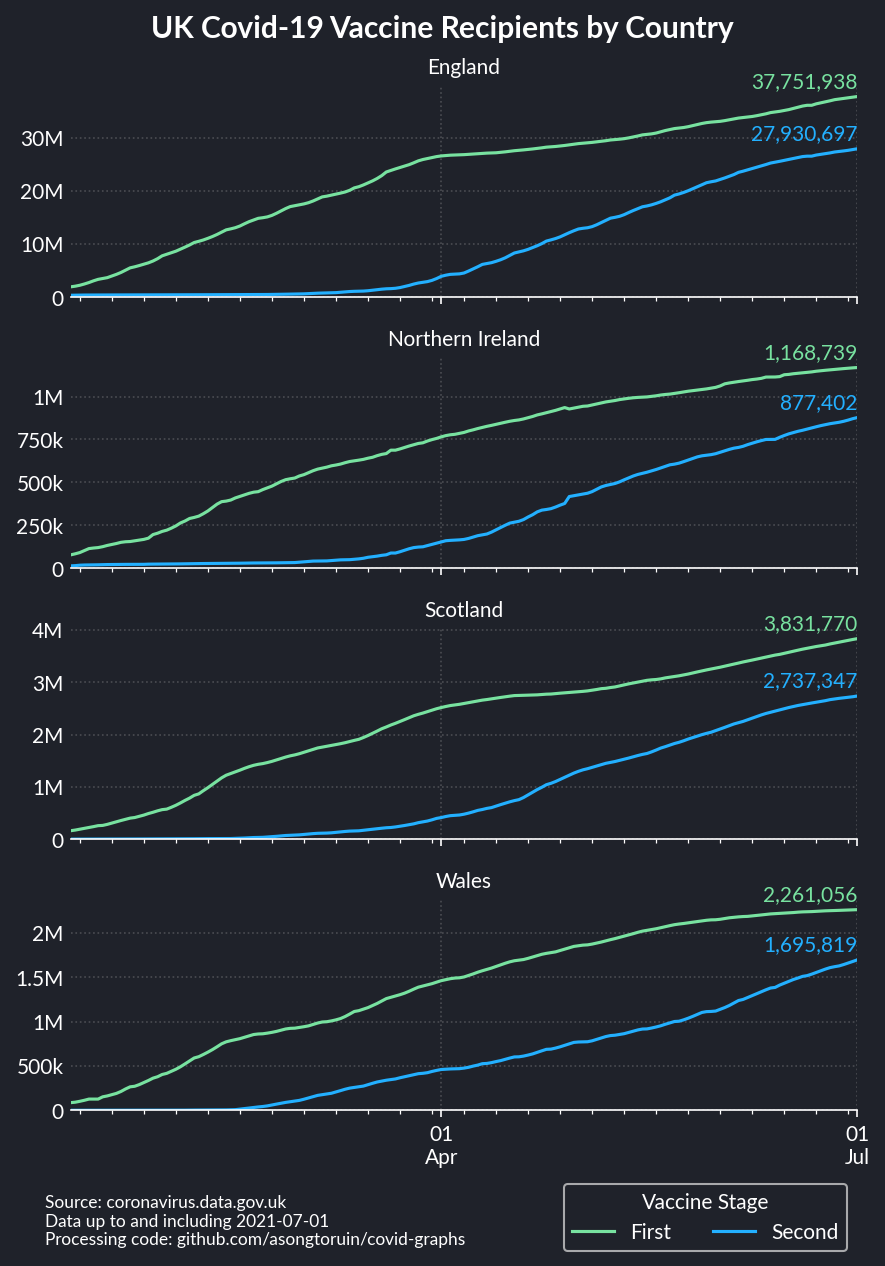 UK Covid-19 Vaccine Recipients by Country
England
37,751,938
27,930,697
30M
20M
10M
0
Northern Ireland
1,168,739
877,402
1M
750k
500k
250k
0
Scotland
3,831,770
2,737,347
4M
3M
2M
1M
0
Wales
2,261,056
1,695,819
2M
1.5M
1M
500k
0
01 01
Apr Jul
Source: coronavirus.data.gov.uk
Data up to and including 2021-07-01
Processing code: github.com/asongtoruin/covid-graphs
Vaccine Stage
First Second